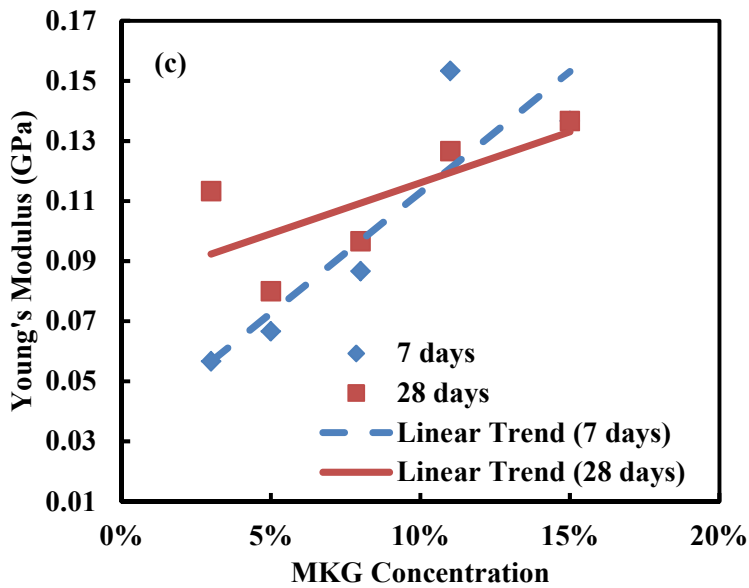 (c)
Young's Modulus (GPa)
0.17
0.15
0.13
0.11
0.09
0.07
0.05
0.03
0.01
7 days
28 days
Linear Trend (7 days)
Linear Trend (28 days)
0%
5%
10%
15%
20%
MKG Concentration